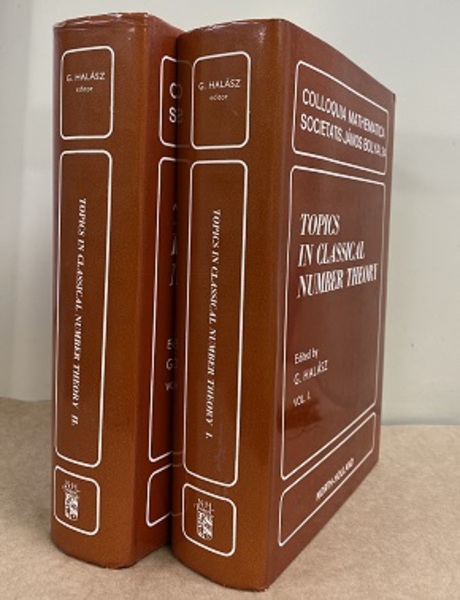 G. HALÁSZ
editor
TOPICS IN CLASSICAL NUMBER THEORY II.
G. HALÁSZ
editor
TOPICS IN CLASSICAL NUMBER THEORY I.
COLLOQUIA MATHEMATICA
SOCIETATIS JÁNOS BOLYAI, 34
TOPICS
IN CLASSICAL
NUMBER THEORY
Edited by
G. HALÁSZ
VOL. I.
NORTH-HOLLAND